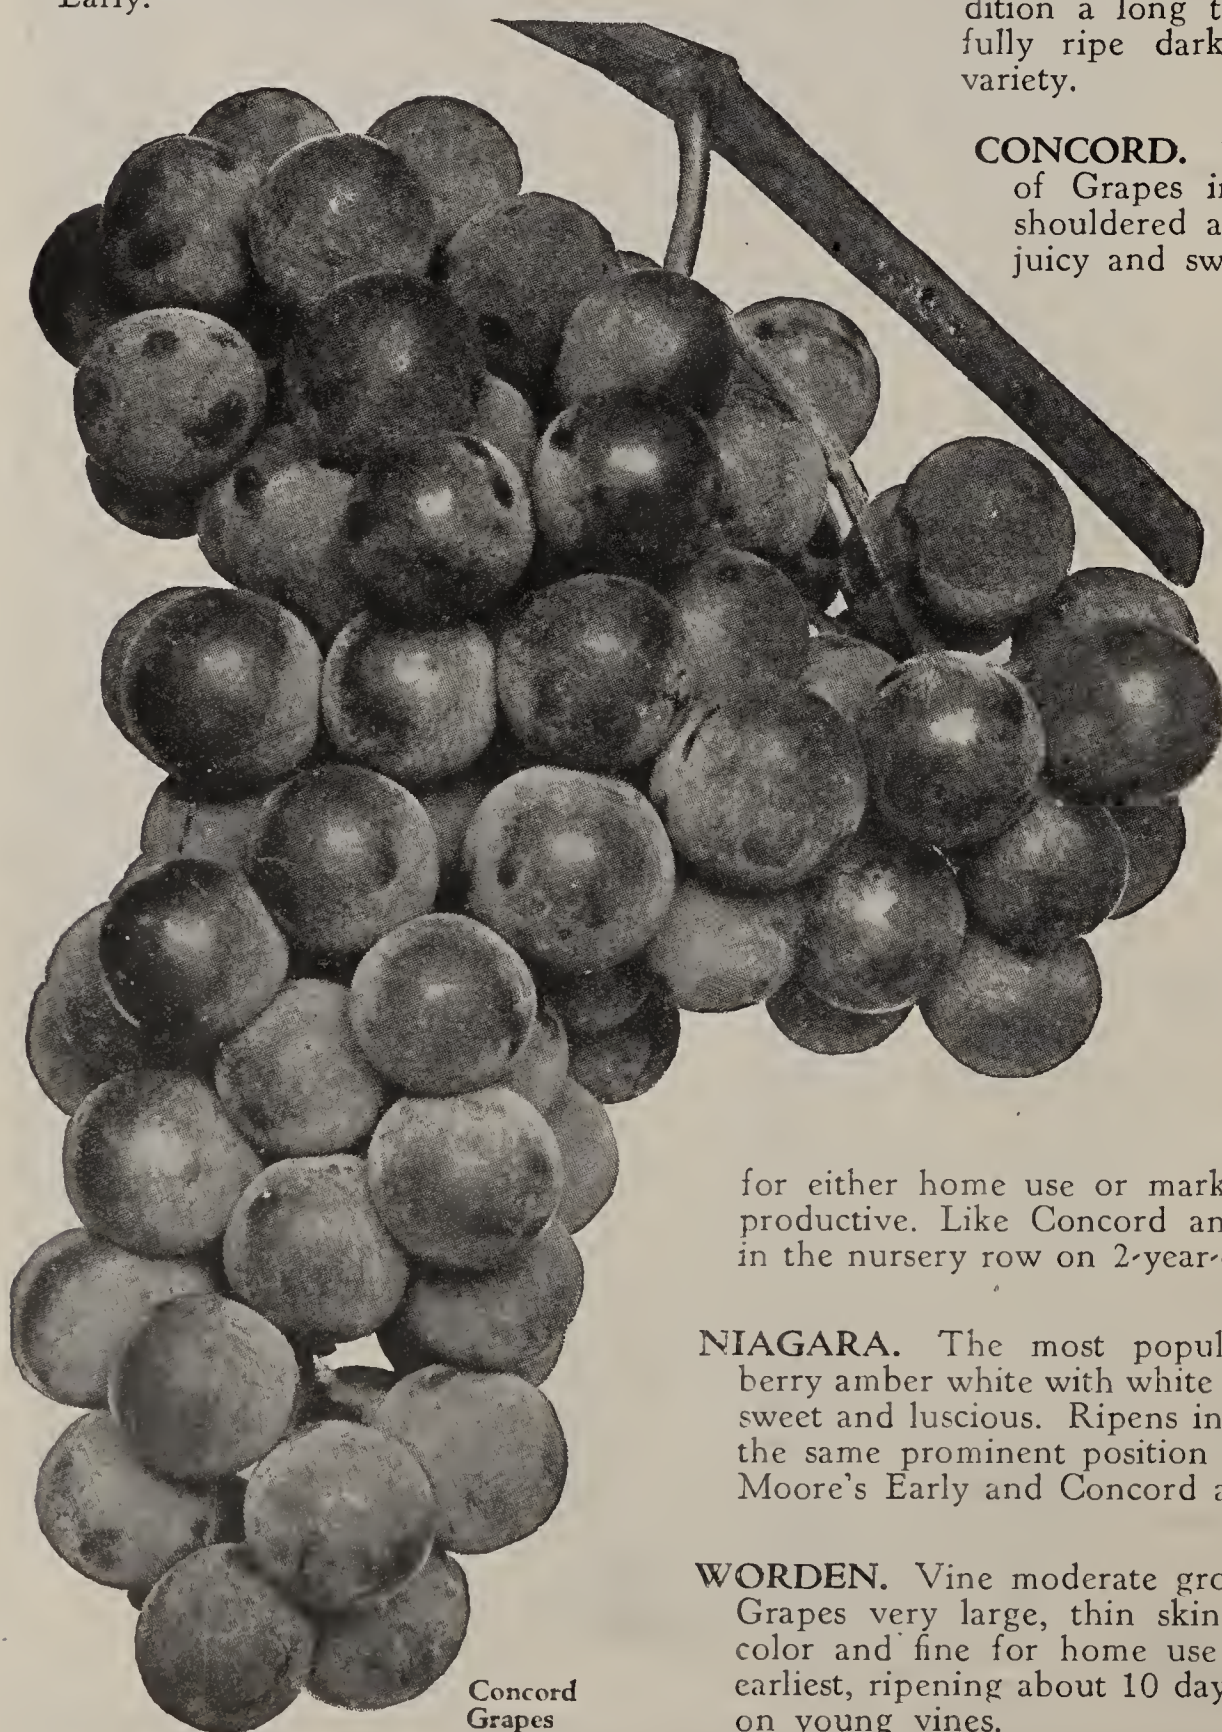 Early.
dition a long t
fully ripe dark
variety.
CONCORD.
of Grapes i
shouldered a
juicy and sw
for either home use or mark
productive. Like Concord an
in the nursery row on 2-year-
NIAGARA. The most popul
berry amber white with white
sweet and luscious. Ripens in
the same prominent position
Moore's Early and Concord a
WORDEN. Vine moderate gro
Grapes very large, thin skin
color and fine for home use
earliest, ripening about 10 day
on young vines.
Concord
Grapes